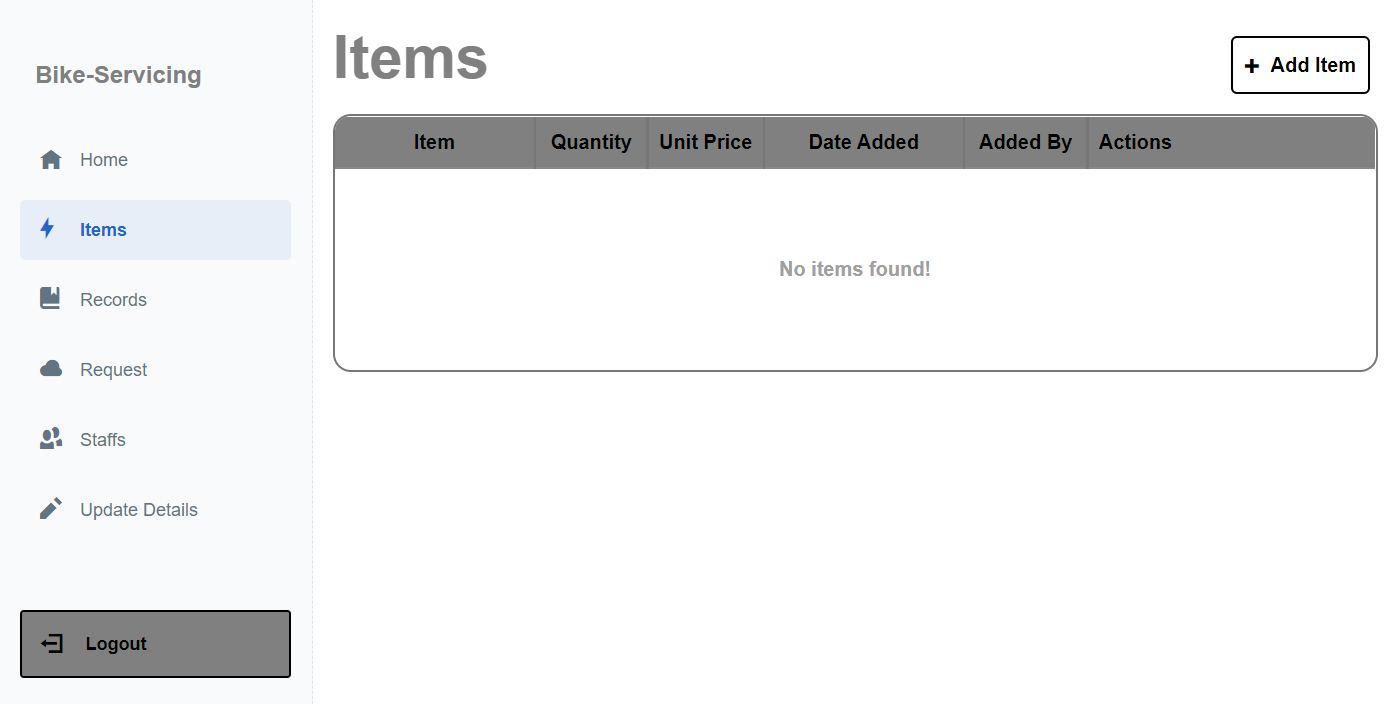 Bike-Servicing
Home
Items
Records
Request
Staffs
Update Details
Logout
Items
+ Add Item
Item Quantity Unit Price Date Added Added By Actions
No items found!